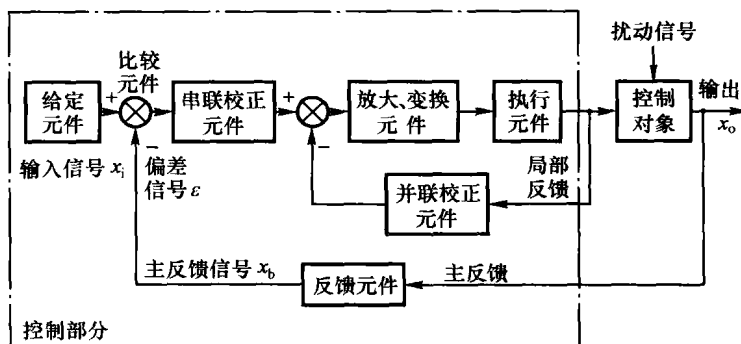 扰动信号
比较
元件
给定
元件
+
串联校正
元件
+
放大、变换
元件
执行
元件
控制
对象
输出
xₒ
输入信号 xᵢ
−
偏差
信号 ε
−
并联校正
元件
局部
反馈
主反馈信号 x_b
反馈元件
主反馈
控制部分